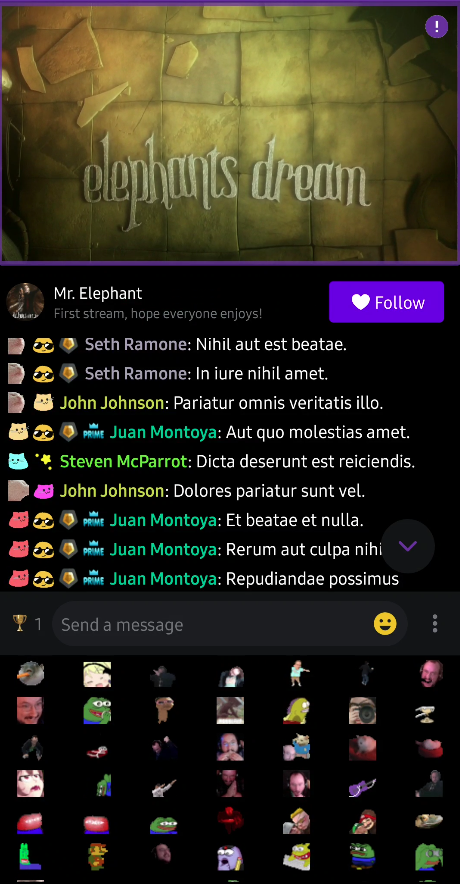 !
elephants dream
Mr. Elephant
First stream, hope everyone enjoys!
Follow
Seth Ramone: Nihil aut est beatae.
Seth Ramone: In iure nihil amet.
John Johnson: Pariatur omnis veritatis illo.
PRIME Juan Montoya: Aut quo molestias amet.
Steven McParrot: Dicta deserunt est reiciendis.
John Johnson: Dolores pariatur sunt vel.
PRIME Juan Montoya: Et beatae et nulla.
PRIME Juan Montoya: Rerum aut culpa nihi
PRIME Juan Montoya: Repudiandae possimus
1
Send a message